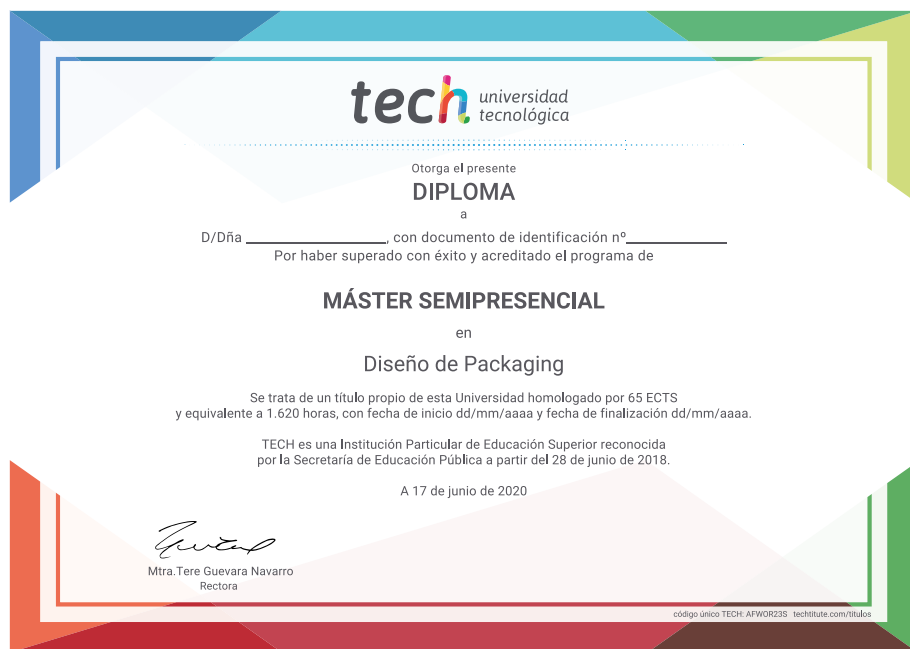 tech universidad
tecnológica
Otorga el presente
DIPLOMA
a
D/Dña ______________, con documento de identificación nº__________
Por haber superado con éxito y acreditado el programa de
MÁSTER SEMIPRESENCIAL
en
Diseño de Packaging
Se trata de un título propio de esta Universidad homologado por 65 ECTS
y equivalente a 1.620 horas, con fecha de inicio dd/mm/aaaa y fecha de finalización dd/mm/aaaa.
TECH es una Institución Particular de Educación Superior reconocida
por la Secretaría de Educación Pública a partir del 28 de junio de 2018.
A 17 de junio de 2020
Mtra.Tere Guevara Navarro
Rectora
código único TECH: AFWOR23S techtitute.com/titulos